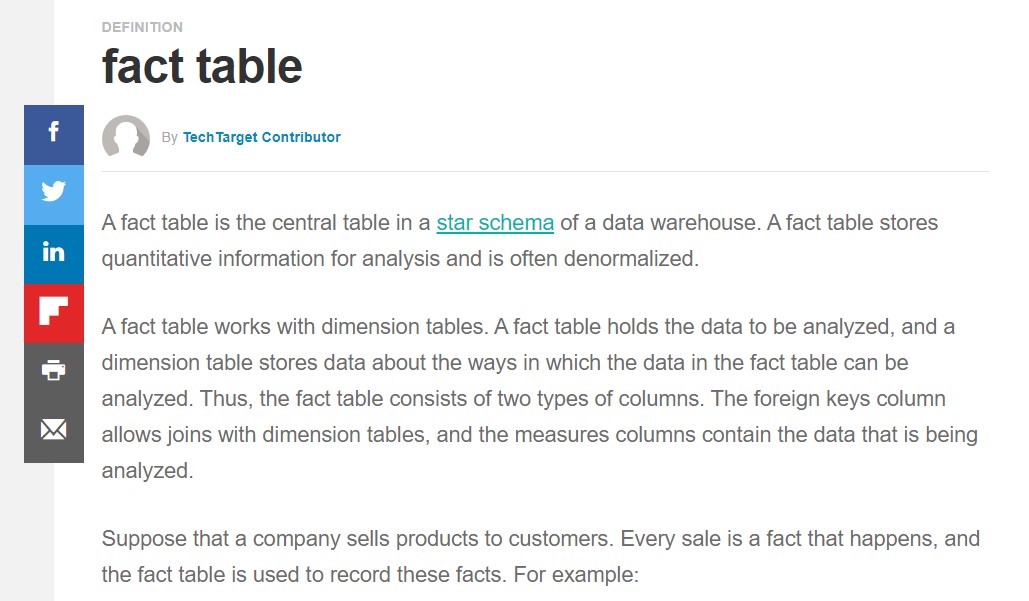 DEFINITION
fact table
By TechTarget Contributor
A fact table is the central table in a star schema of a data warehouse. A fact table stores
quantitative information for analysis and is often denormalized.
A fact table works with dimension tables. A fact table holds the data to be analyzed, and a
dimension table stores data about the ways in which the data in the fact table can be
analyzed. Thus, the fact table consists of two types of columns. The foreign keys column
allows joins with dimension tables, and the measures columns contain the data that is being
analyzed.
Suppose that a company sells products to customers. Every sale is a fact that happens, and
the fact table is used to record these facts. For example: